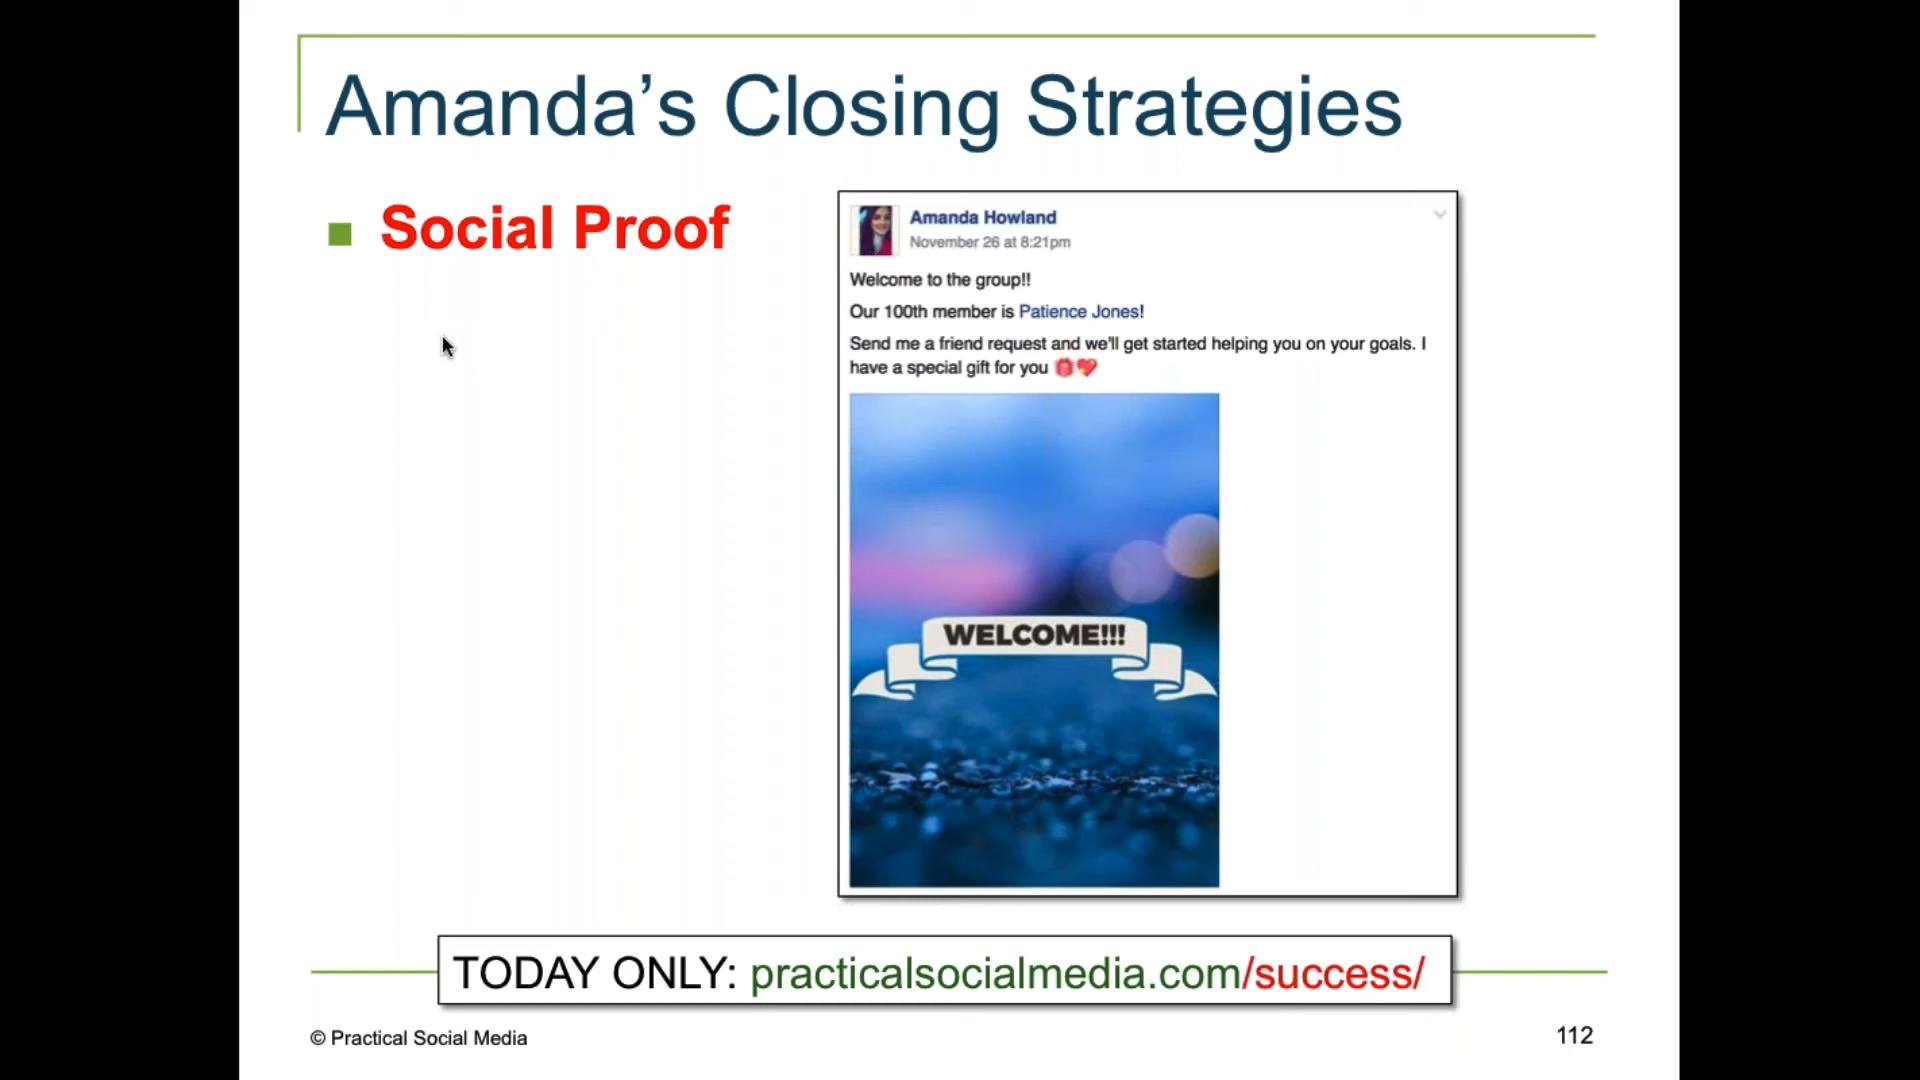 Amanda’s Closing Strategies
Social Proof
Amanda Howland
November 26 at 8:21pm
Welcome to the group!!
Our 100th member is Patience Jones!
Send me a friend request and we'll get started helping you on your goals. I
have a special gift for you 🎁💖
WELCOME!!!
TODAY ONLY: practicalsocialmedia.com/success/
© Practical Social Media
112